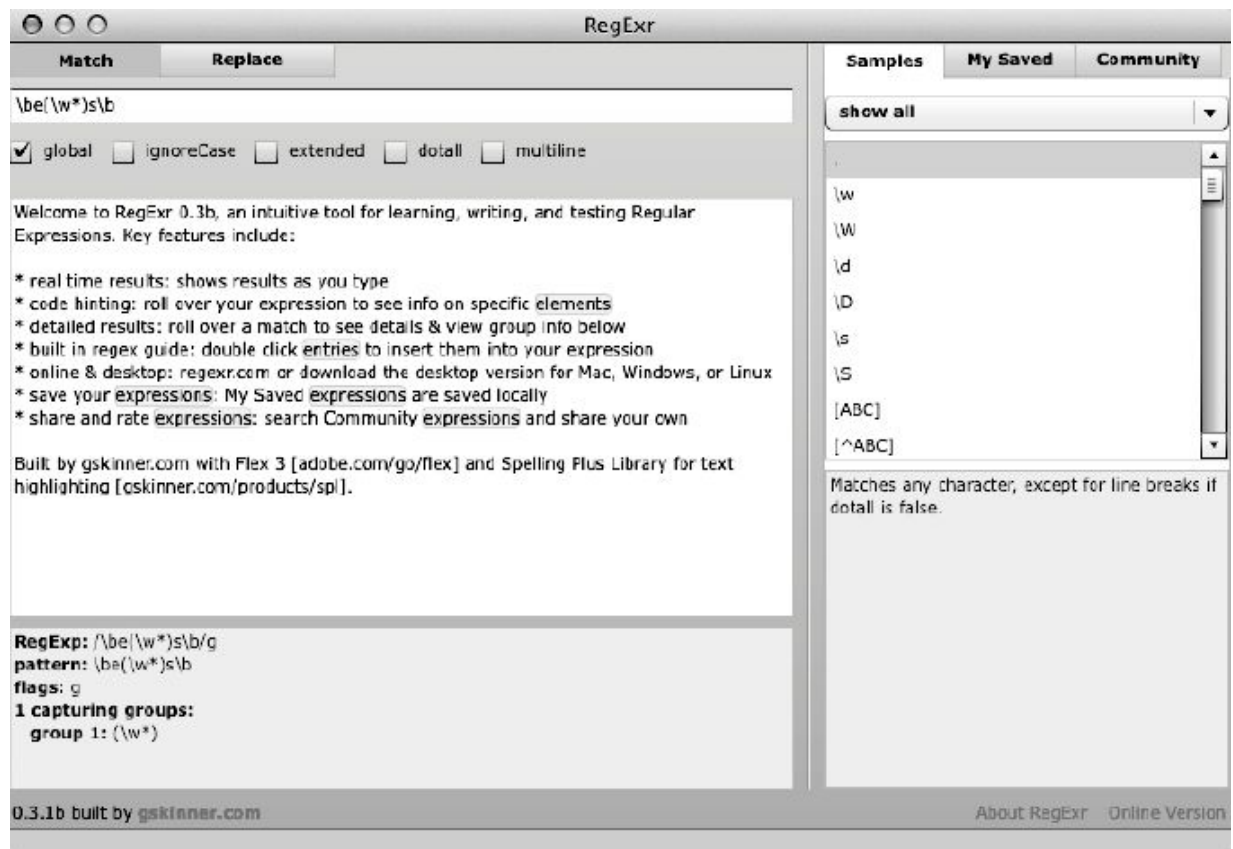 RegExr
Match Replace
\be(\w*)s\b
global ignoreCase extended dotall multiline
Welcome to RegExr 0.3b, an intuitive tool for learning, writing, and testing Regular
Expressions. Key features include:
* real time results: shows results as you type
* code hinting: roll over your expression to see info on specific elements
* detailed results: roll over a match to see details & view group info below
* built in regex guide: double click entries to insert them into your expression
* online & desktop: regexr.com or download the desktop version for Mac, Windows, or Linux
* save your expressions: My Saved expressions are saved locally
* share and rate expressions: search Community expressions and share your own
Built by gskinner.com with Flex 3 [adobe.com/go/flex] and Spelling Plus Library for text
highlighting [gskinner.com/products/spl].
RegExp: /\be(\w*)s\b/g
pattern: \be(\w*)s\b
flags: g
1 capturing groups:
group 1: (\w*)
Samples My Saved Community
show all
.
\w
\W
\d
\D
\s
\S
[ABC]
[^ABC]
Matches any character, except for line breaks if
dotall is false.
0.3.1b built by gskinner.com
About RegExr Online Version